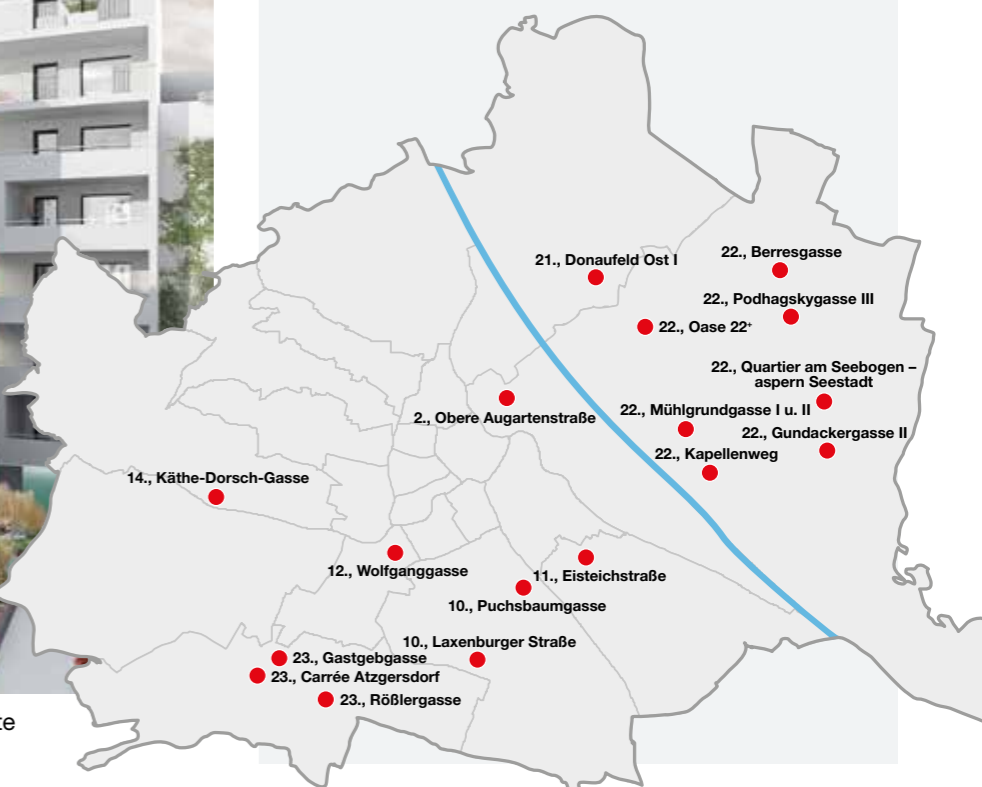 21., Donaufeld Ost I
22., Berresgasse
22., Podhagskygasse III
22., Oase 22+
22., Quartier am Seebogen –
aspern Seestadt
2., Obere Augartenstraße
22., Mühlgrundgasse I u. II
22., Gundackergasse II
22., Kapellenweg
14., Käthe-Dorsch-Gasse
12., Wolfganggasse
11., Eisteichstraße
10., Puchsbaumgasse
10., Laxenburger Straße
23., Gastgebgasse
23., Carrée Atzgersdorf
23., Rößlergasse
te